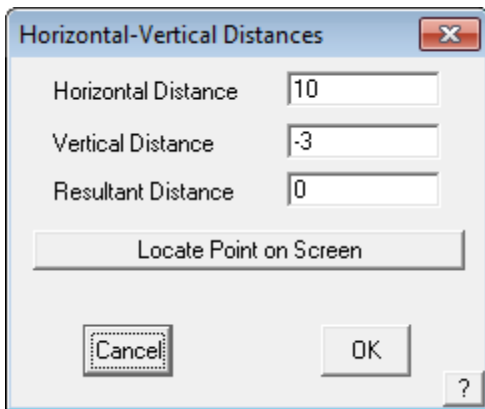 Horizontal-Vertical Distances
Horizontal Distance 10
Vertical Distance -3
Resultant Distance 0
Locate Point on Screen
Cancel OK
?